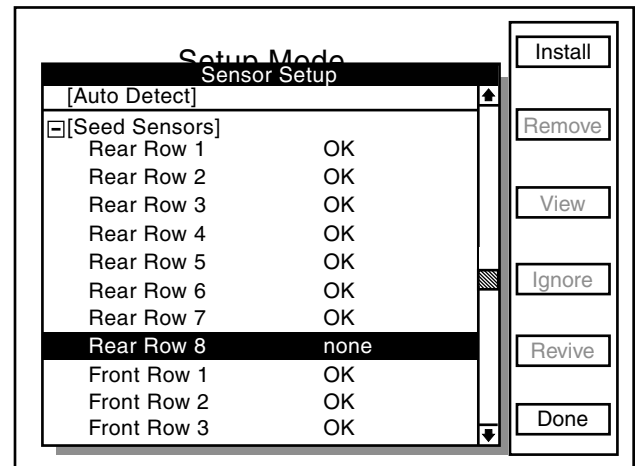 Setup Mode
Sensor Setup
[Auto Detect]
[Seed Sensors]
Rear Row 1 OK
Rear Row 2 OK
Rear Row 3 OK
Rear Row 4 OK
Rear Row 5 OK
Rear Row 6 OK
Rear Row 7 OK
Rear Row 8 none
Front Row 1 OK
Front Row 2 OK
Front Row 3 OK
Install
Remove
View
Ignore
Revive
Done